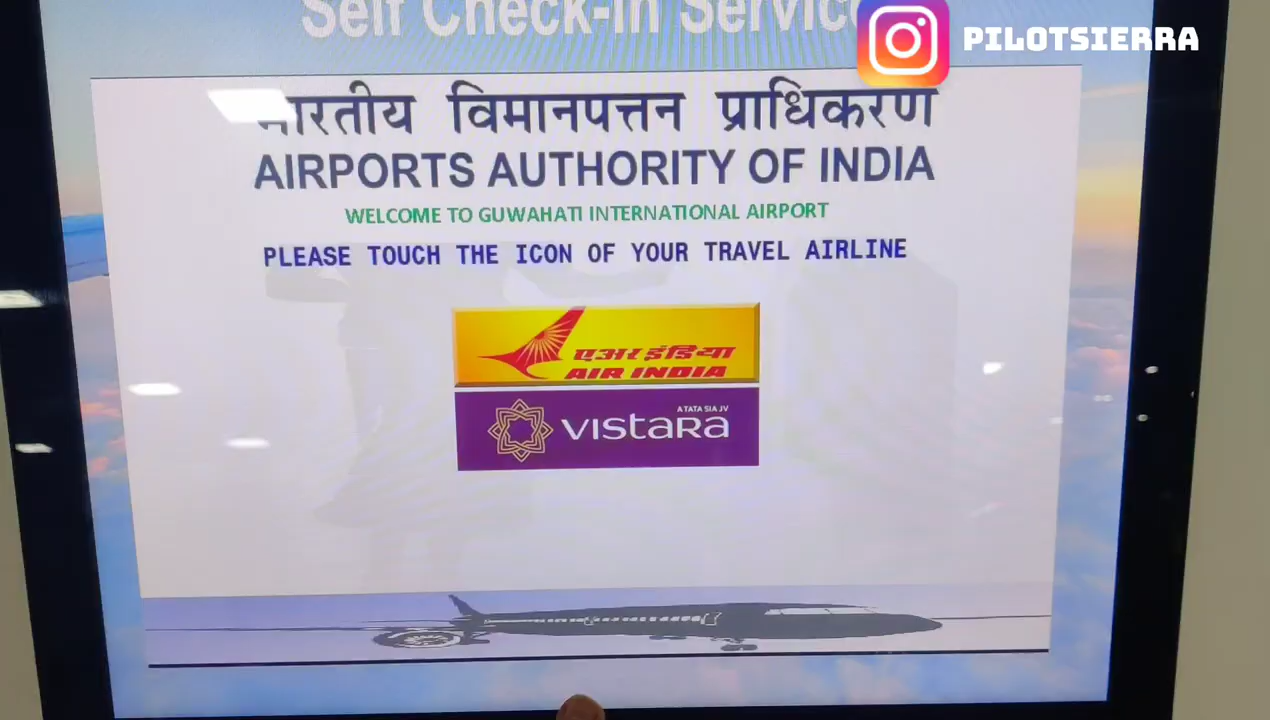 Self Check-in Service
PILOTSIERRA
भारतीय विमानपत्तन प्राधिकरण
AIRPORTS AUTHORITY OF INDIA
WELCOME TO GUWAHATI INTERNATIONAL AIRPORT
PLEASE TOUCH THE ICON OF YOUR TRAVEL AIRLINE
एअर इंडिया
AIR INDIA
A TATA SIA JV
VISTARA